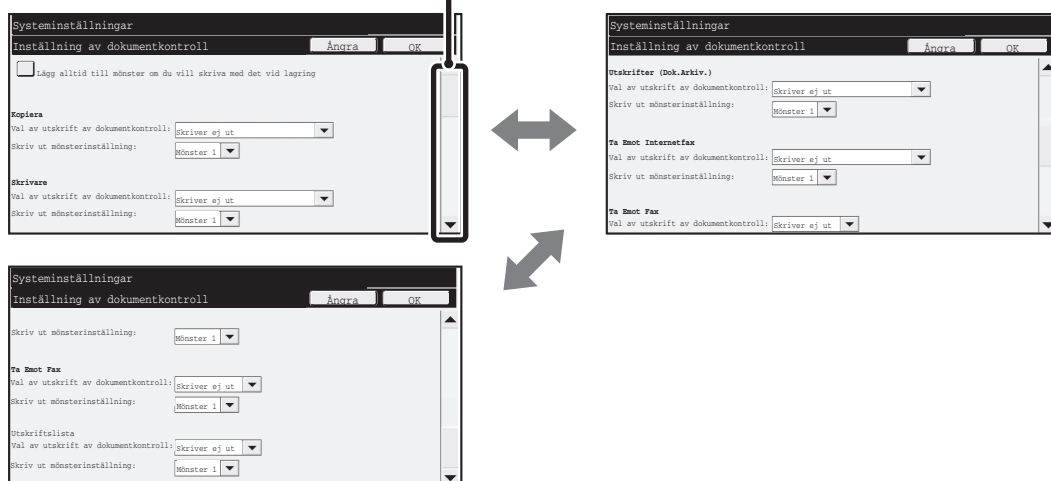 Systeminställningar
Inställning av dokumentkontroll Ångra OK
Lägg alltid till mönster om du vill skriva med det vid lagring
Kopiera
Val av utskrift av dokumentkontroll: Skriver ej ut
Skriv ut mönsterinställning: Mönster 1
Skrivare
Val av utskrift av dokumentkontroll: Skriver ej ut
Skriv ut mönsterinställning: Mönster 1
Systeminställningar
Inställning av dokumentkontroll Ångra OK
Utskrifter (Dok.Arkiv.)
Val av utskrift av dokumentkontroll: Skriver ej ut
Skriv ut mönsterinställning: Mönster 1
Ta Emot Internetfax
Val av utskrift av dokumentkontroll: Skriver ej ut
Skriv ut mönsterinställning: Mönster 1
Ta Emot Fax
Val av utskrift av dokumentkontroll: Skriver ej ut
Systeminställningar
Inställning av dokumentkontroll Ångra OK
Skriv ut mönsterinställning: Mönster 1
Ta Emot Fax
Val av utskrift av dokumentkontroll: Skriver ej ut
Skriv ut mönsterinställning: Mönster 1
Utskriftslista
Val av utskrift av dokumentkontroll: Skriver ej ut
Skriv ut mönsterinställning: Mönster 1